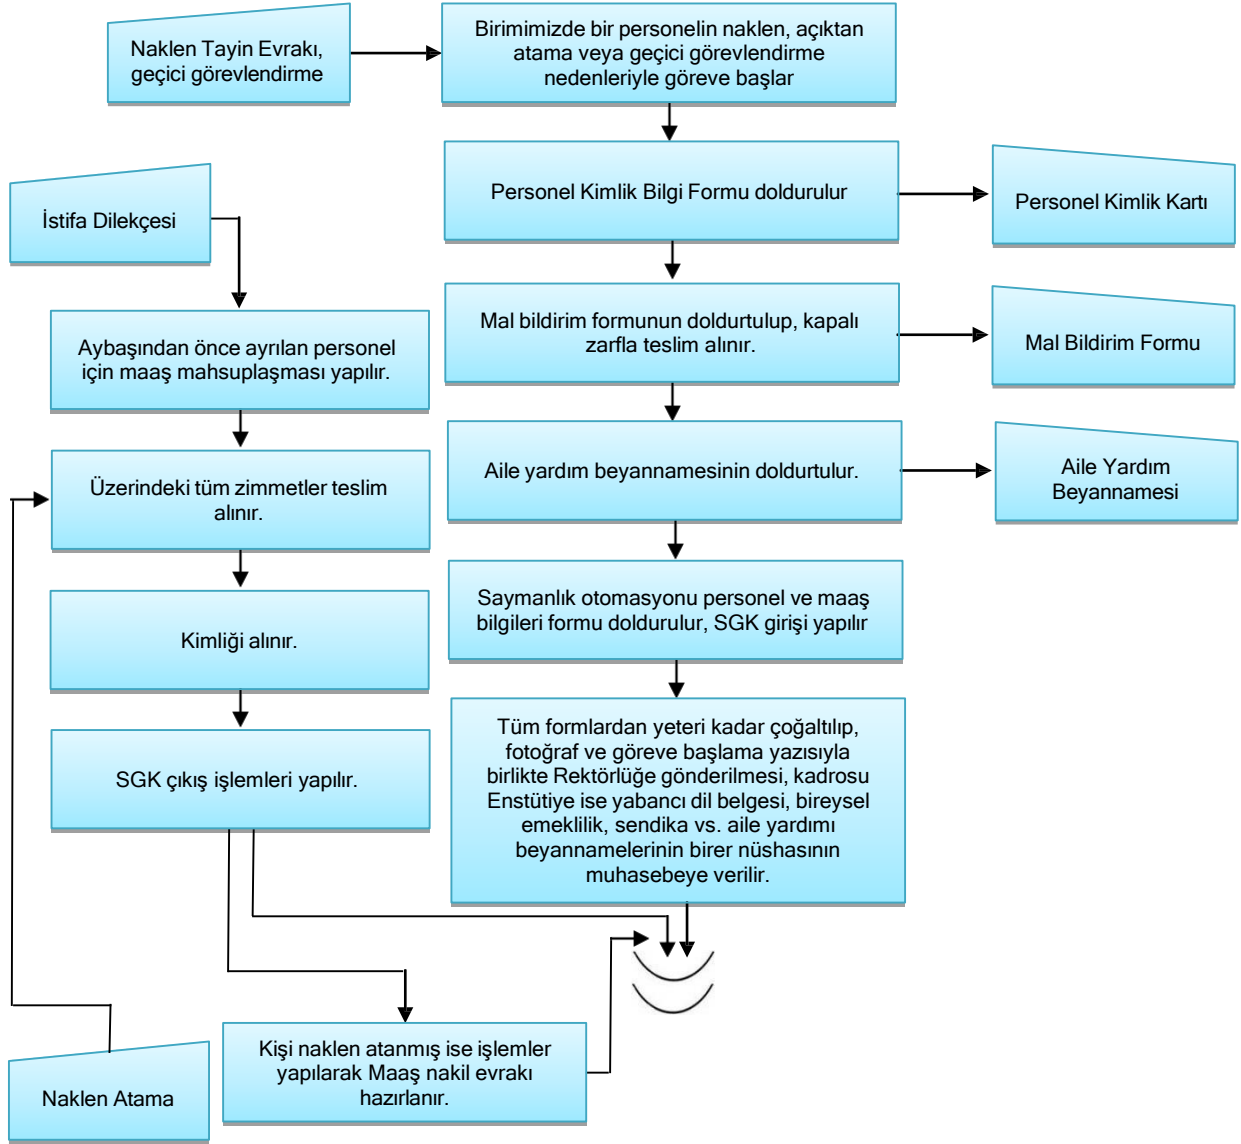 Naklen Tayin Evrakı,
geçici görevlendirme
Birimimizde bir personelin naklen, açıktan
atama veya geçici görevlendirme
nedenleriyle göreve başlar
Personel Kimlik Bilgi Formu doldurulur
Personel Kimlik Kartı
İstifa Dilekçesi
Mal bildirim formunun doldurtulup, kapalı
zarfla teslim alınır.
Mal Bildirim Formu
Aybaşından önce ayrılan personel
için maaş mahsuplaşması yapılır.
Aile yardım beyannamesinin doldurtulur.
Aile Yardım
Beyannamesi
Üzerindeki tüm zimmetler teslim
alınır.
Saymanlık otomasyonu personel ve maaş
bilgileri formu doldurulur, SGK girişi yapılır
Kimliği alınır.
Tüm formlardan yeteri kadar çoğaltılıp,
fotoğraf ve göreve başlama yazısıyla
birlikte Rektörlüğe gönderilmesi, kadrosu
Enstütiye ise yabancı dil belgesi, bireysel
emeklilik, sendika vs. aile yardımı
beyannamelerinin birer nüshasının
muhasebeye verilir.
SGK çıkış işlemleri yapılır.
Kişi naklen atanmış ise işlemler
yapılarak Maaş nakil evrakı
hazırlanır.
Naklen Atama